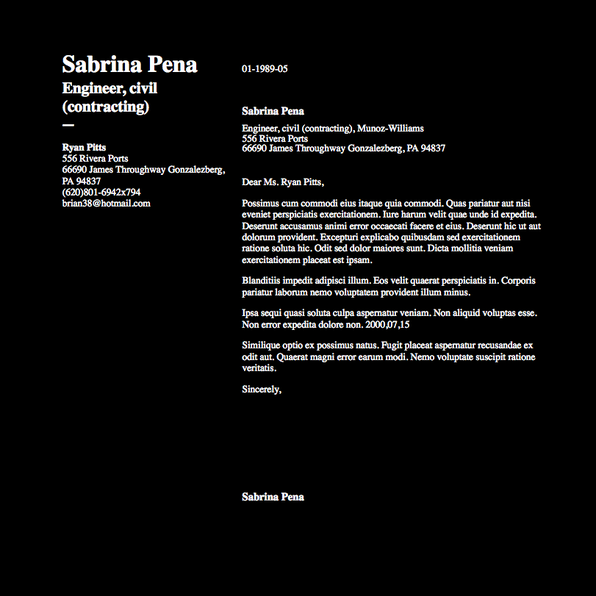 Sabrina Pena
Engineer, civil
(contracting)
—
Ryan Pitts
556 Rivera Ports
66690 James Throughway Gonzalezberg,
PA 94837
(620)801-6942x794
brian38@hotmail.com
01-1989-05
Sabrina Pena
Engineer, civil (contracting), Munoz-Williams
556 Rivera Ports
66690 James Throughway Gonzalezberg, PA 94837
Dear Ms. Ryan Pitts,
Possimus cum commodi eius itaque quia commodi. Quas pariatur aut nisi
eveniet perspiciatis exercitationem. Iure harum velit quae unde id expedita.
Deserunt accusamus animi error occaecati facere et eius. Deserunt hic ut aut
dolorum provident. Excepturi explicabo quibusdam sed exercitationem
ratione soluta hic. Odit sed dolor maiores sunt. Dicta mollitia veniam
exercitationem placeat est ipsam.
Blanditiis impedit adipisci illum. Eos velit quaerat perspiciatis in. Corporis
pariatur laborum nemo voluptatem provident illum minus.
Ipsa sequi quasi soluta culpa aspernatur veniam. Non aliquid voluptas esse.
Non error expedita dolore non. 2000,07,15
Similique optio ex possimus natus. Fugit placeat aspernatur recusandae ex
odit aut. Quaerat magni error earum modi. Nemo voluptate suscipit ratione
veritatis.
Sincerely,
Sabrina Pena